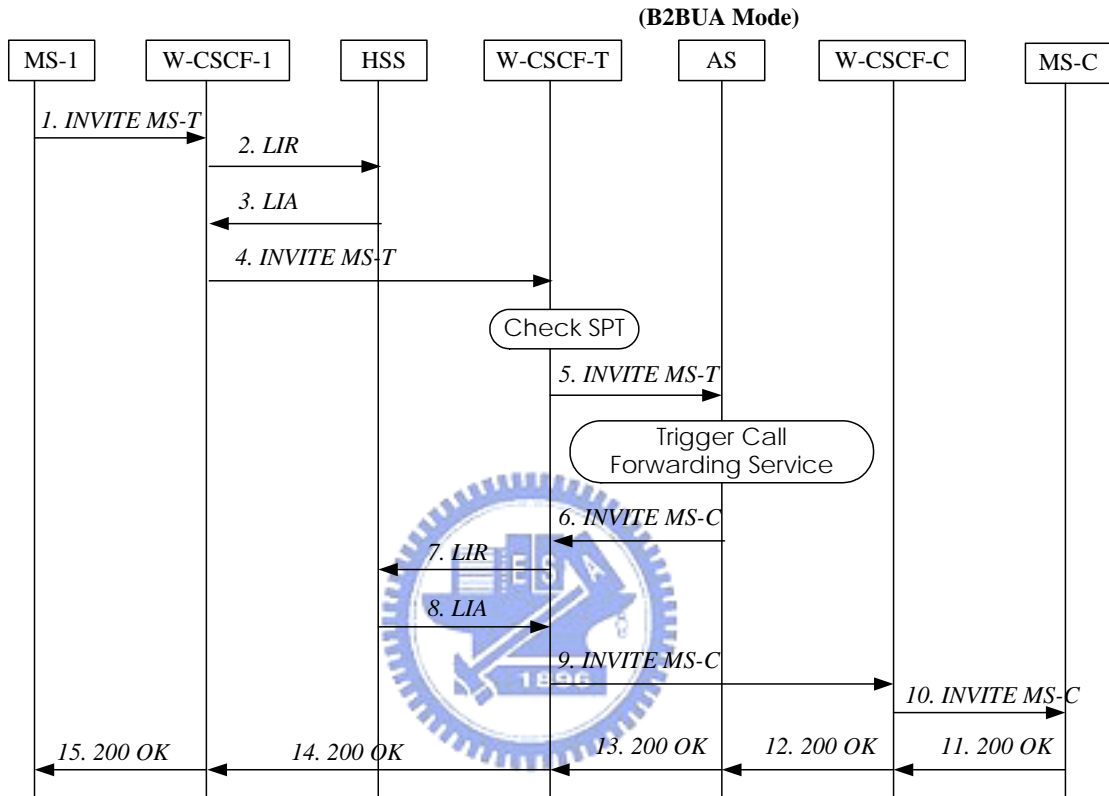 (B2BUA Mode)
MS-1
W-CSCF-1
HSS
W-CSCF-T
AS
W-CSCF-C
MS-C
1. INVITE MS-T
2. LIR
3. LIA
4. INVITE MS-T
Check SPT
5. INVITE MS-T
Trigger Call
Forwarding Service
6. INVITE MS-C
7. LIR
E S A
8. LIA
9. INVITE MS-C
1896
10. INVITE MS-C
15. 200 OK
14. 200 OK
13. 200 OK
12. 200 OK
11. 200 OK